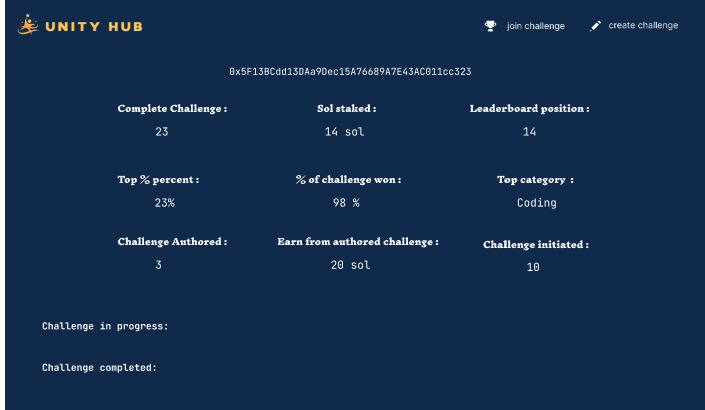 UNITY HUB
join challenge
create challenge
0x5F13BCdd13DAa9Dec15A76689A7E43AC011cc323
Complete Challenge :
Sol staked :
Leaderboard position :
23
14 sol
14
Top % percent :
% of challenge won :
Top category :
23%
98 %
Coding
Challenge Authored :
Earn from authored challenge :
Challenge initiated :
3
20 sol
10
Challenge in progress:
Challenge completed: